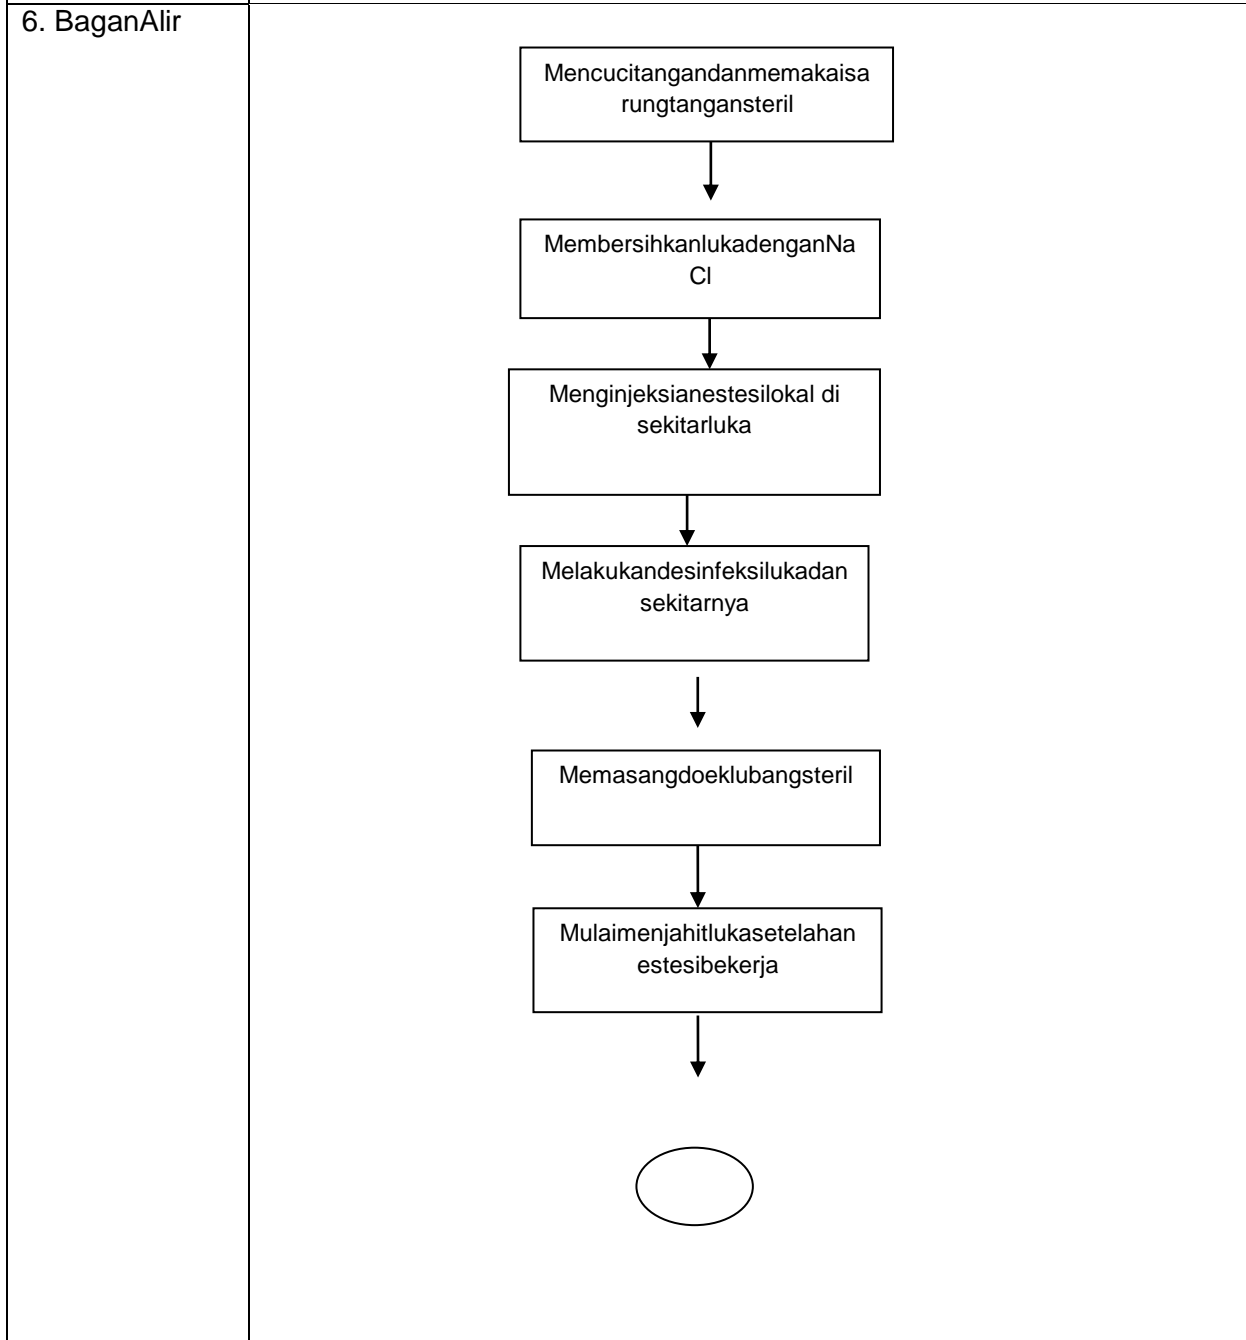 6. BaganAlir
Mencucitangandanmemakaisa
rungtangansteril
MembersihkanlukadenganNa
Cl
Menginjeksianestesilokal di
sekitarluka
Melakukandesinfeksilukadan
sekitarnya
Memasangdoeklubangsteril
Mulaimenjahitlukasetelahan
estesibekerja